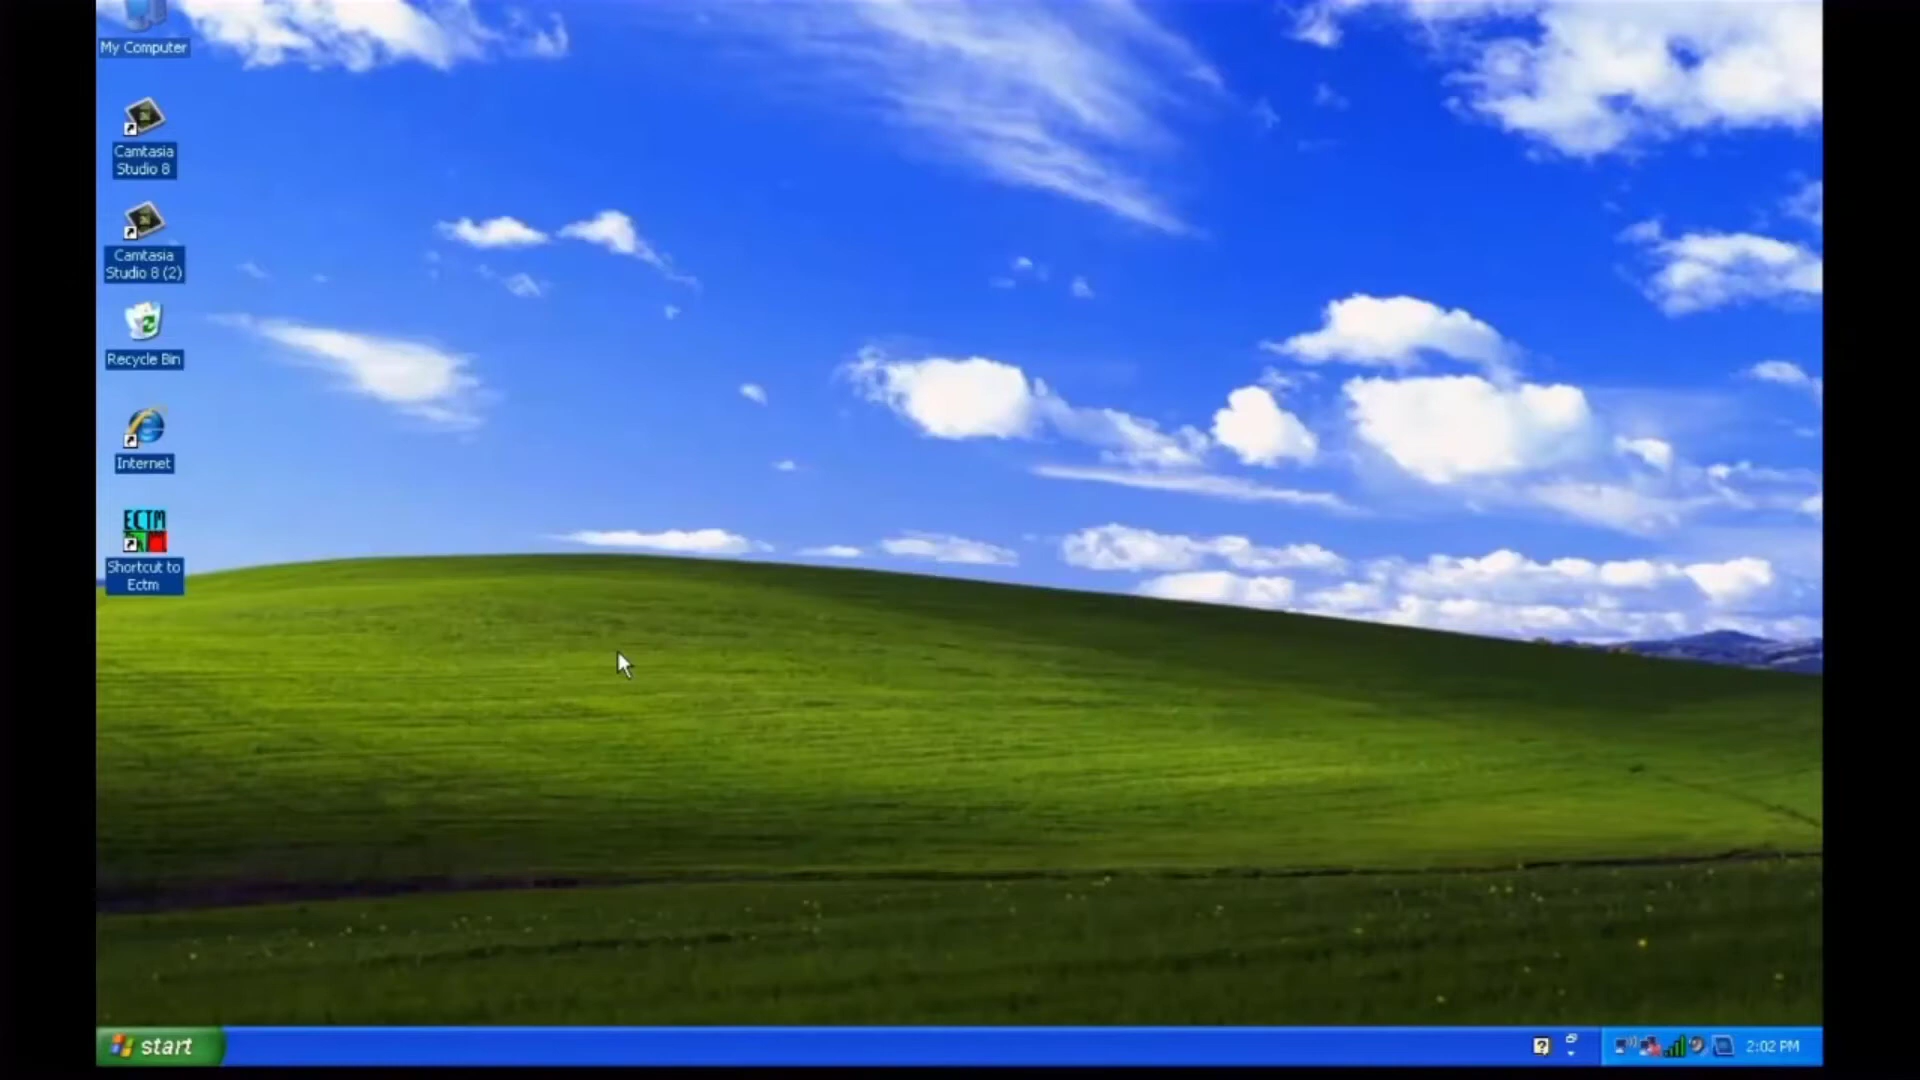 My Computer
Camtasia
Studio 8
Camtasia
Studio 8 (2)
Recycle Bin
Internet
ECTM
Shortcut to
Ectm
start
?
2:02 PM